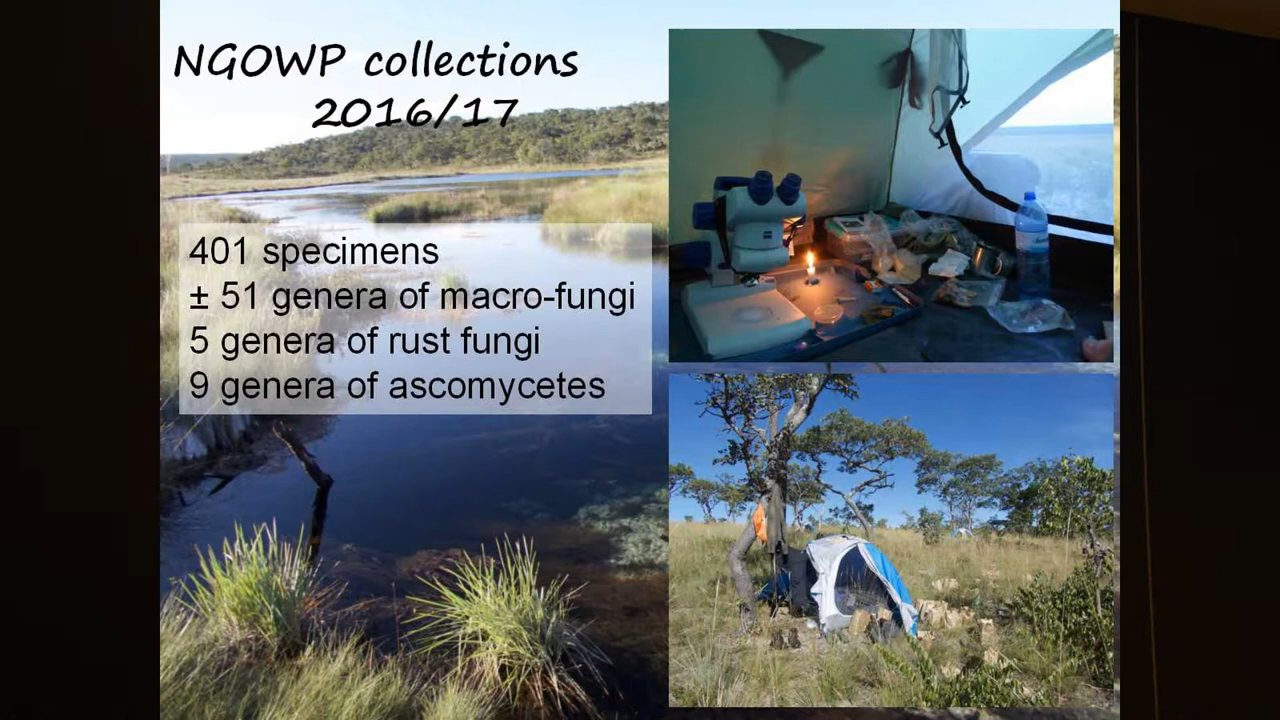 NGOWP collections
2016/17
401 specimens
± 51 genera of macro-fungi
5 genera of rust fungi
9 genera of ascomycetes